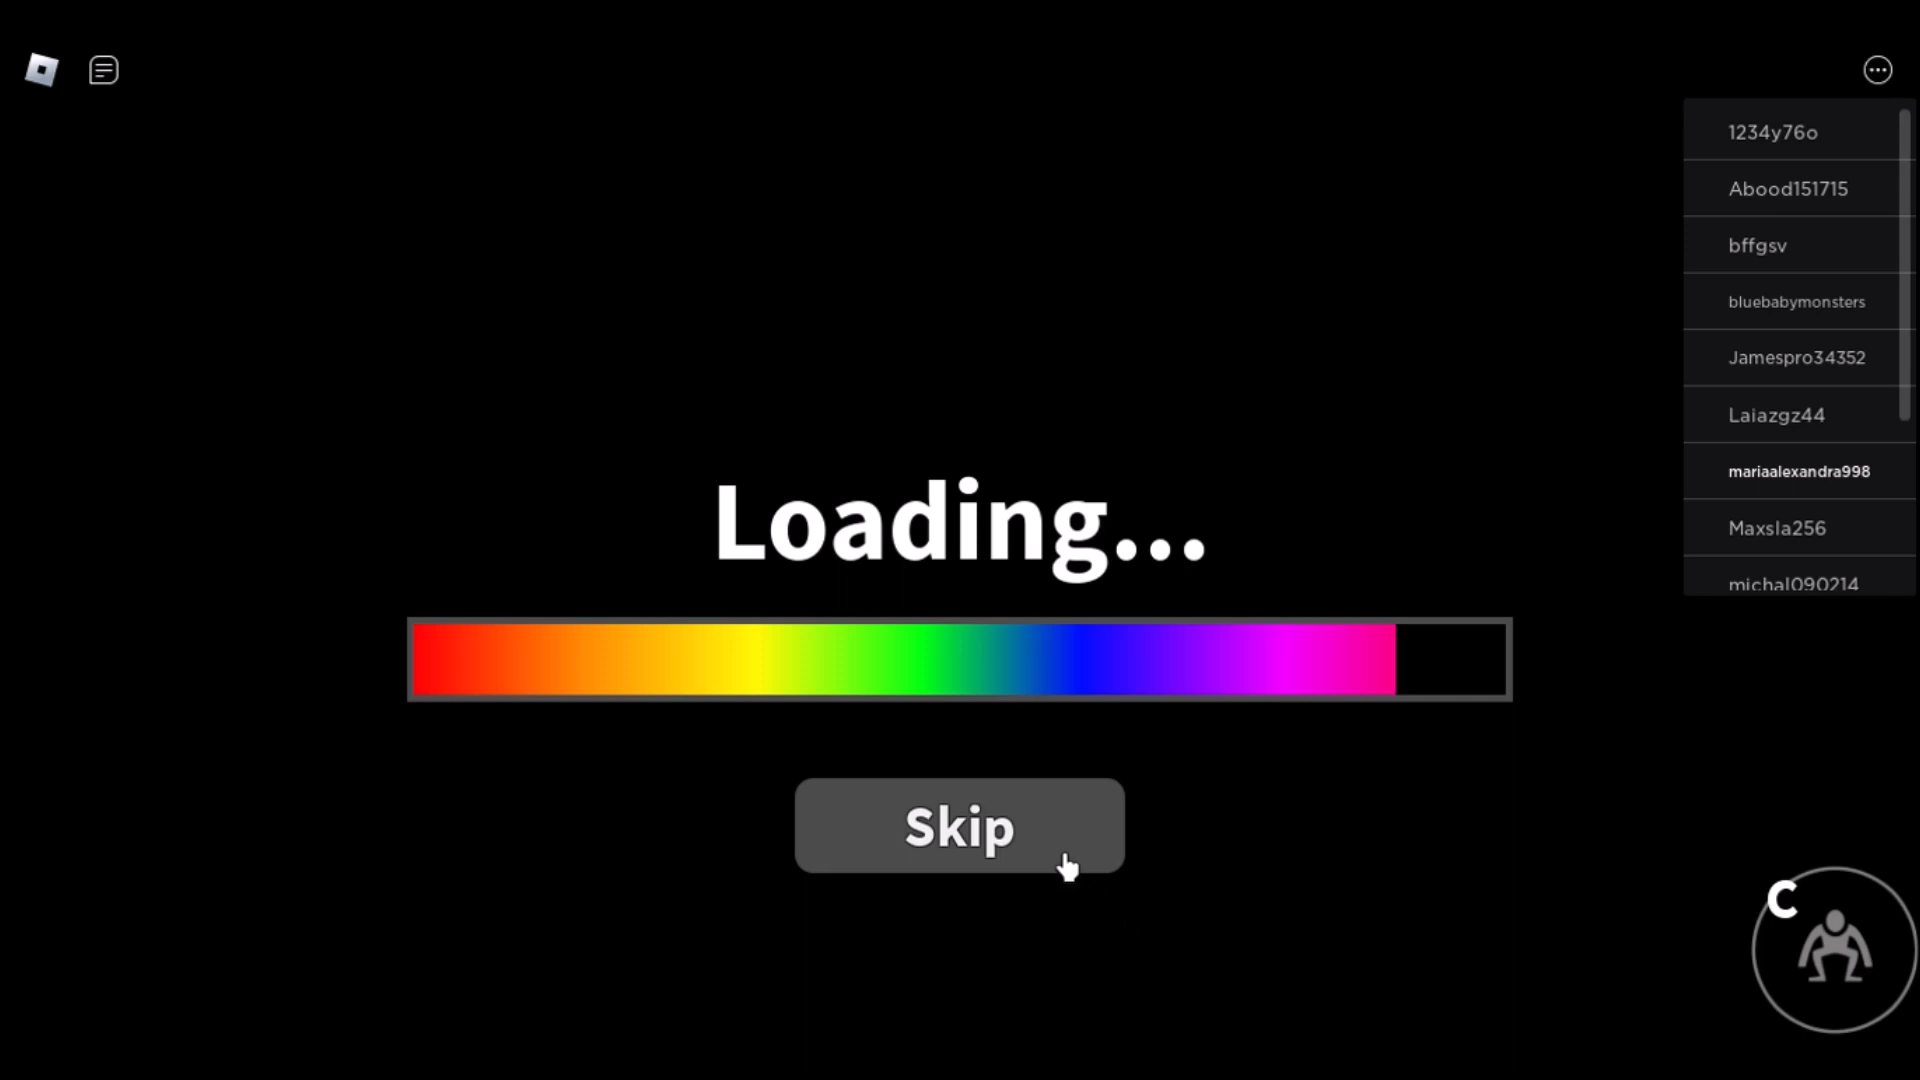 1234y76o
Abood151715
bffgsv
bluebabymonsters
Jamespro34352
Laiazgz44
mariaalexandra998
Maxsla256
michal090214
Loading...
Skip
C